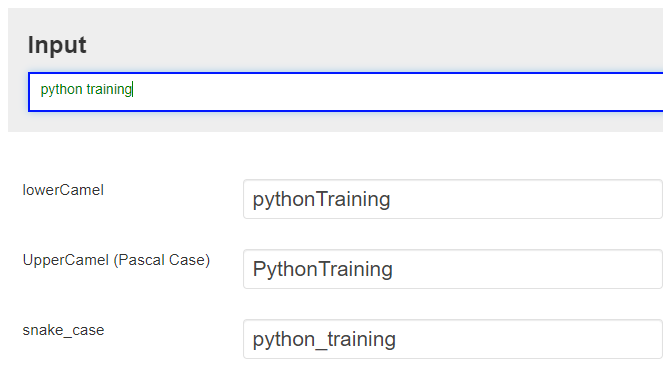 Input
python training
lowerCamel
pythonTraining
UpperCamel (Pascal Case)
PythonTraining
snake_case
python_training